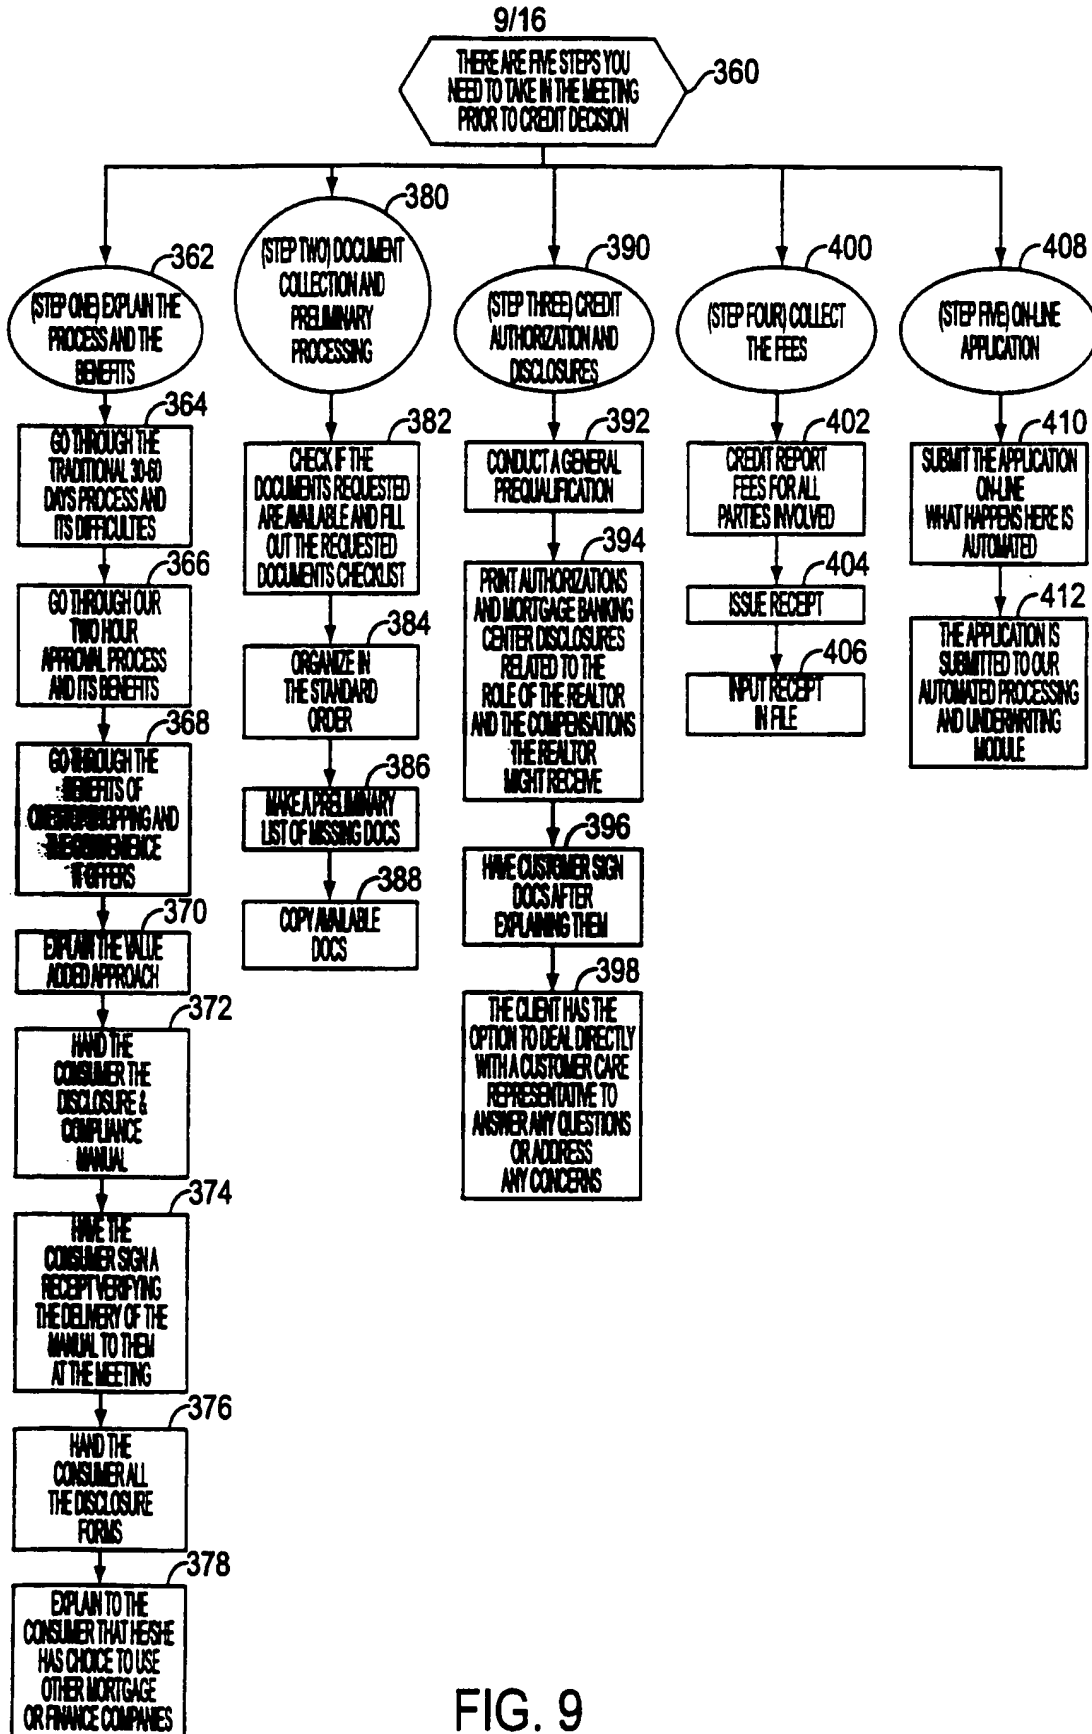 9/16
THERE ARE FIVE STEPS YOU
NEED TO TAKE IN THE MEETING
PRIOR TO CREDIT DECISION
360
362
(STEP ONE) EXPLAIN THE
PROCESS AND THE
BENEFITS
364
GO THROUGH THE
TRADITIONAL 30-60
DAYS PROCESS AND
ITS DIFFICULTIES
366
GO THROUGH OUR
TWO HOUR
APPROVAL PROCESS
AND ITS BENEFITS
368
GO THROUGH THE
BENEFITS OF
AND
THE CONVENIENCE
IT OFFERS
370
EXPLAIN THE VALUE
ADDED APPROACH
372
HAND THE
CONSUMER THE
DISCLOSURE &
COMPLIANCE
MANUAL
374
HAVE THE
CONSUMER SIGN A
RECEIPT VERIFYING
THE DELIVERY OF THE
MANUAL TO THEM
AT THE MEETING
376
HAND THE
CONSUMER ALL
THE DISCLOSURE
FORMS
378
EXPLAIN TO THE
CONSUMER THAT HE/SHE
HAS CHOICE TO USE
OTHER MORTGAGE
OR FINANCE COMPANIES
380
(STEP TWO) DOCUMENT
COLLECTION AND
PRELIMINARY
PROCESSING
382
CHECK IF THE
DOCUMENTS REQUESTED
ARE AVAILABLE AND FILL
OUT THE REQUESTED
DOCUMENTS CHECKLIST
384
ORGANIZE IN
THE STANDARD
ORDER
386
MAKE A PRELIMINARY
LIST OF MISSING DOCS
388
COPY AVAILABLE
DOCS
390
(STEP THREE) CREDIT
AUTHORIZATION AND
DISCLOSURES
392
CONDUCT A GENERAL
PREQUALIFICATION
394
PRINT AUTHORIZATIONS
AND MORTGAGE BANKING
CENTER DISCLOSURES
RELATED TO THE
ROLE OF THE REALTOR
AND THE COMPENSATIONS
THE REALTOR
MIGHT RECEIVE
396
HAVE CUSTOMER SIGN
DOCS AFTER
EXPLAINING THEM
398
THE CLIENT HAS THE
OPTION TO DEAL DIRECTLY
WITH A CUSTOMER CARE
REPRESENTATIVE TO
ANSWER ANY QUESTIONS
OR ADDRESS
ANY CONCERNS
400
(STEP FOUR) COLLECT
THE FEES
402
CREDIT REPORT
FEES FOR ALL
PARTIES INVOLVED
404
ISSUE RECEIPT
406
INPUT RECEIPT
IN FILE
408
(STEP FIVE) ON-LINE
APPLICATION
410
SUBMIT THE APPLICATION
ON-LINE
WHAT HAPPENS HERE IS
AUTOMATED
412
THE APPLICATION IS
SUBMITTED TO OUR
AUTOMATED PROCESSING
AND UNDERWRITING
MODULE
FIG. 9